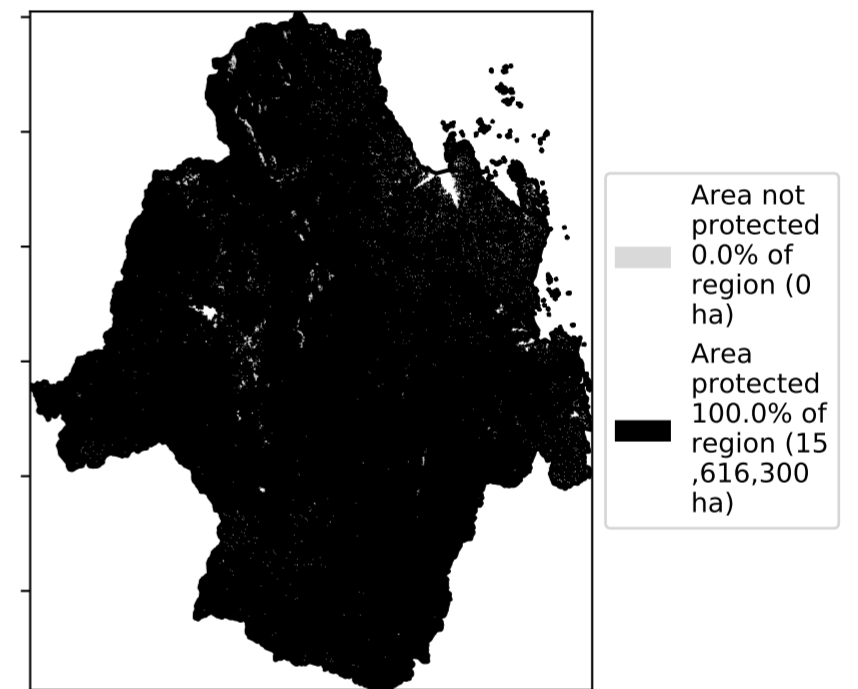 Area not
protected
0.0% of
region (0
ha)
Area
protected
100.0% of
region (15
,616,300
ha)